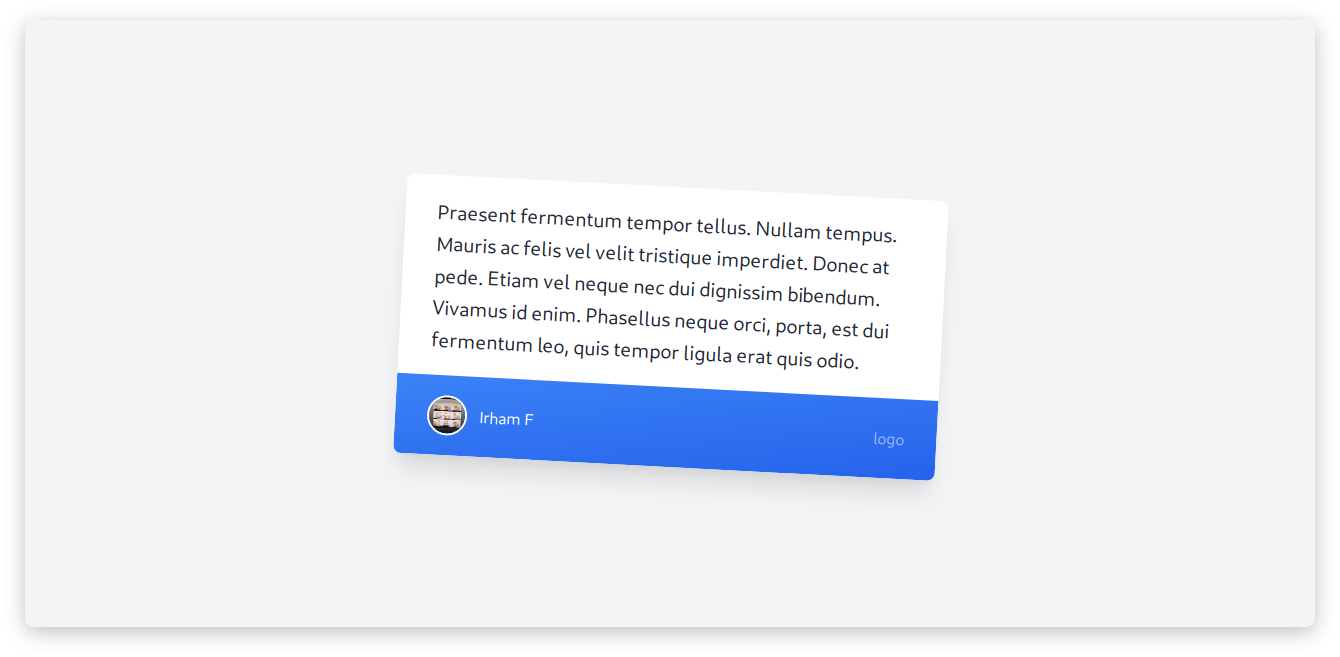 Praesent fermentum tempor tellus. Nullam tempus.
Mauris ac felis vel velit tristique imperdiet. Donec at
pede. Etiam vel neque nec dui dignissim bibendum.
Vivamus id enim. Phasellus neque orci, porta, est dui
fermentum leo, quis tempor ligula erat quis odio.
Irham F
logo